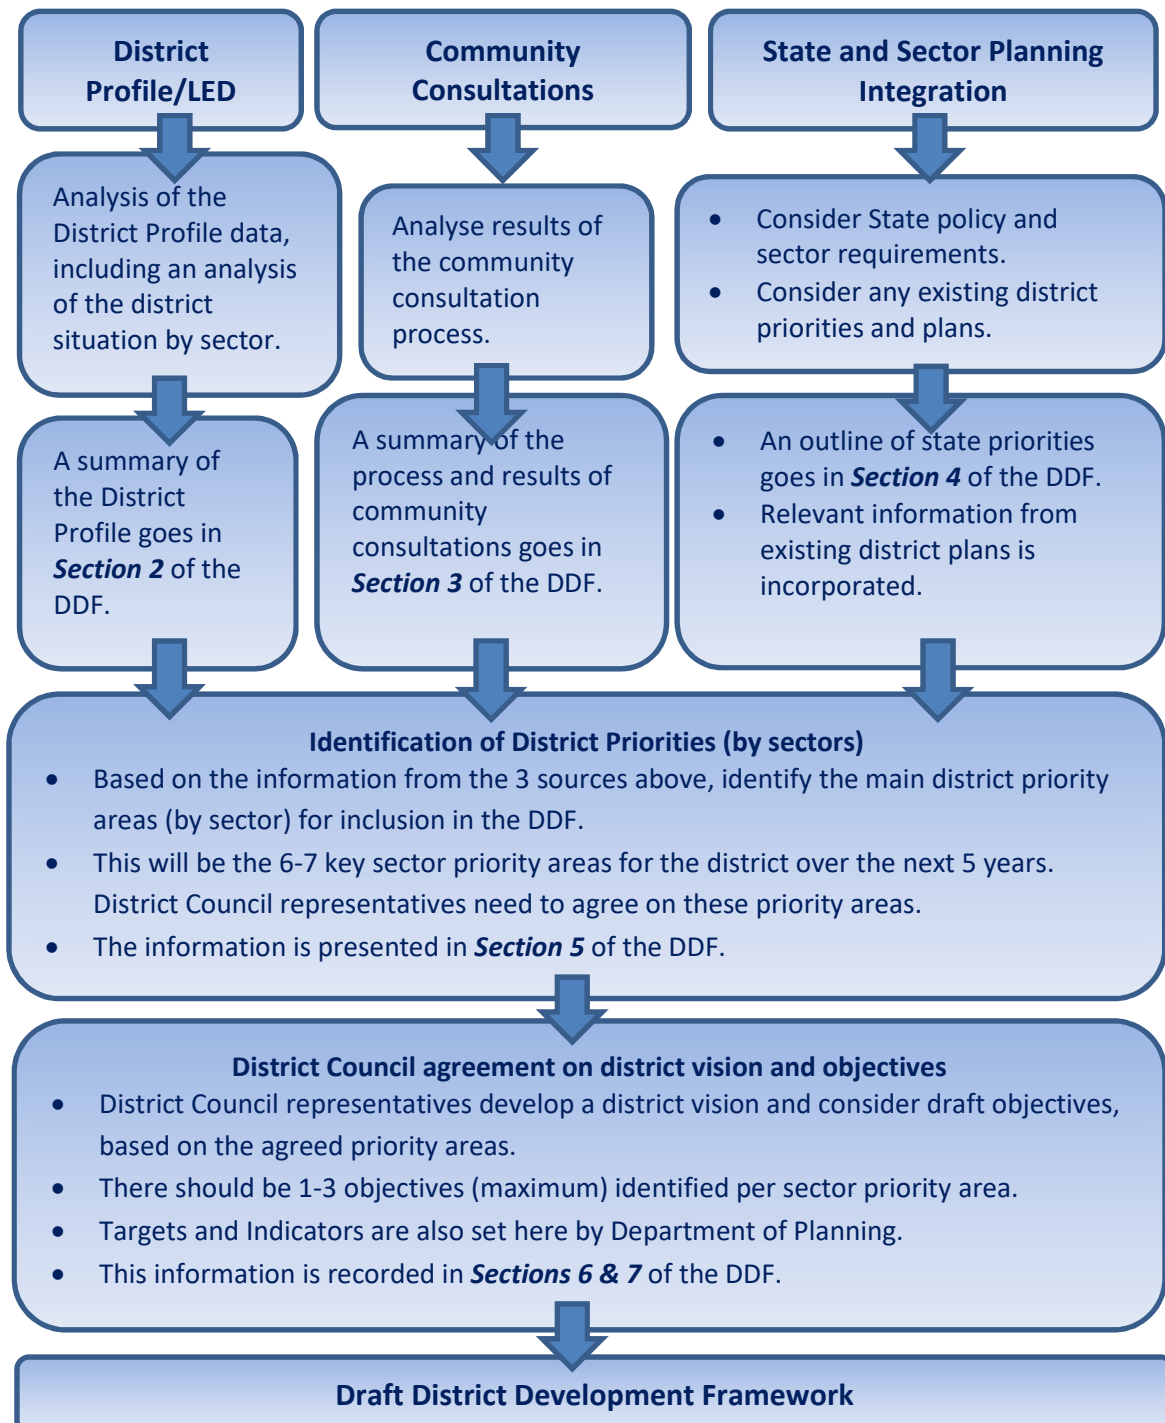 District
Profile/LED
Community
Consultations
State and Sector Planning
Integration
Analysis of the
District Profile data,
including an analysis
of the district
situation by sector.
Analyse results of
the community
consultation
process.
• Consider State policy and
sector requirements.
• Consider any existing district
priorities and plans.
A summary of
the District
Profile goes in
Section 2 of the
DDF.
A summary of the
process and results of
community
consultations goes in
Section 3 of the DDF.
• An outline of state priorities
goes in Section 4 of the DDF.
• Relevant information from
existing district plans is
incorporated.
Identification of District Priorities (by sectors)
• Based on the information from the 3 sources above, identify the main district priority
areas (by sector) for inclusion in the DDF.
• This will be the 6-7 key sector priority areas for the district over the next 5 years.
District Council representatives need to agree on these priority areas.
• The information is presented in Section 5 of the DDF.
District Council agreement on district vision and objectives
• District Council representatives develop a district vision and consider draft objectives,
based on the agreed priority areas.
• There should be 1-3 objectives (maximum) identified per sector priority area.
• Targets and Indicators are also set here by Department of Planning.
• This information is recorded in Sections 6 & 7 of the DDF.
Draft District Development Framework